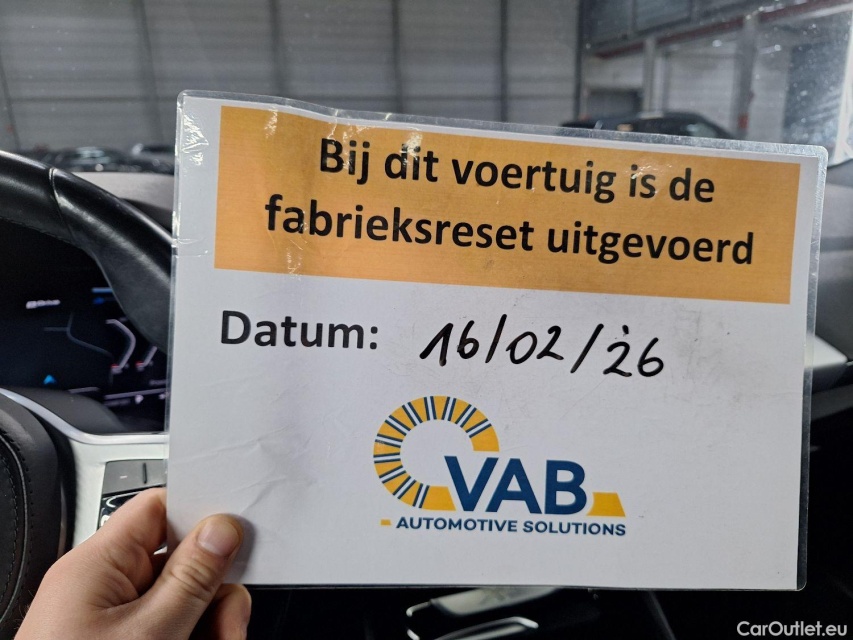 Bij dit voertuig is de
fabrieksreset uitgevoerd
Datum: 16/02/26
VAB
AUTOMOTIVE SOLUTIONS
CarOutlet.eu